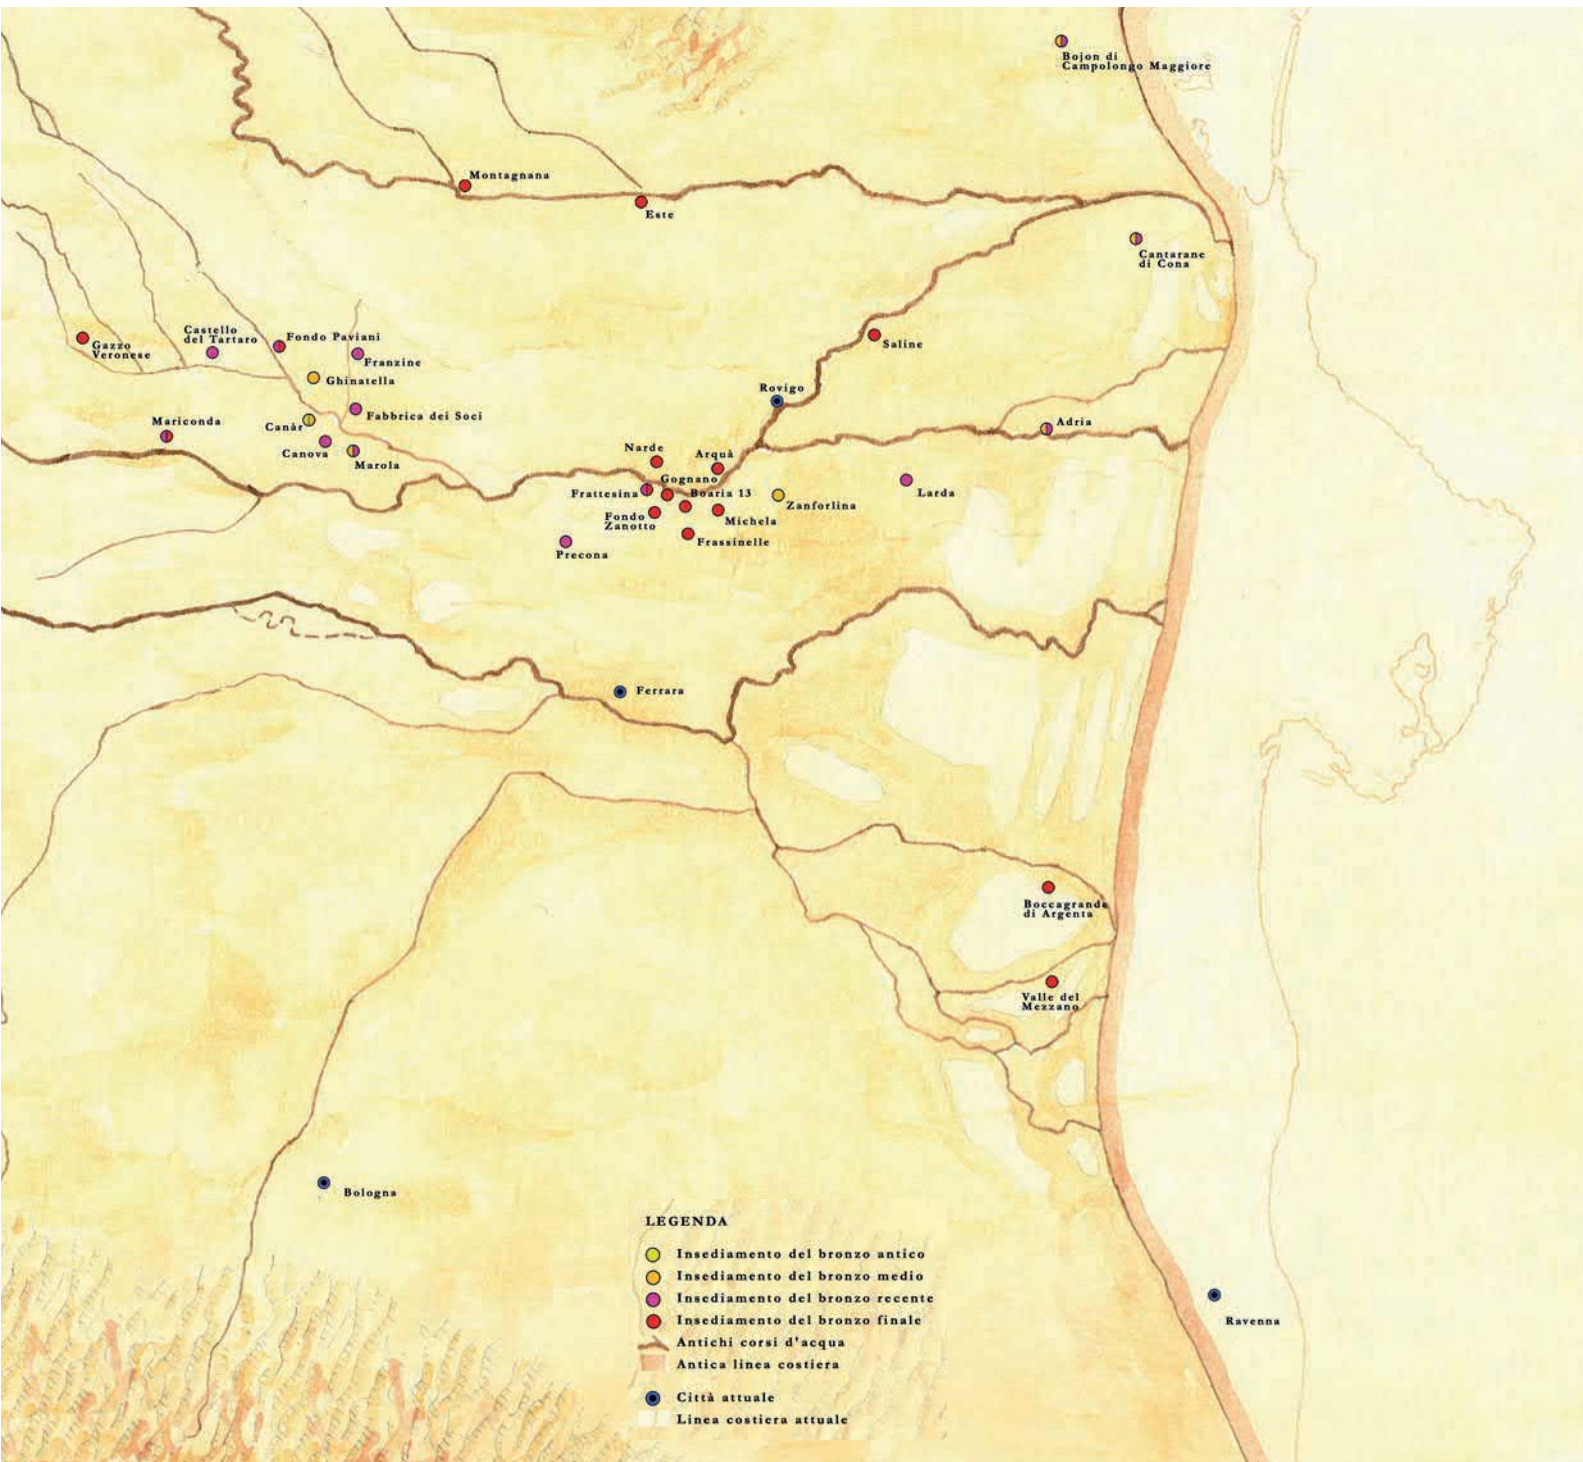 Bojon di
Campolongo Maggiore
Montagnana
Este
Cantarane
di Cona
Castello
del Tartaro
Fondo Paviani
Gazzo
Veronese
Franzine
Saline
Ghinatella
Rovigo
Fabbrica dei Soci
Mariconda
Canàr
Adria
Canova
Marola
Narde
Arquà
Gognano
Frattesina
Boaria 13
Larda
Zanforlina
Fondo
Zanotto
Michela
Frassinelle
Precona
Ferrara
Boccagrande
di Argenta
Valle del
Mezzano
Bologna
LEGENDA
Insediamento del bronzo antico
Insediamento del bronzo medio
Insediamento del bronzo recente
Insediamento del bronzo finale
Antichi corsi d'acqua
Antica linea costiera
Città attuale
Linea costiera attuale
Ravenna